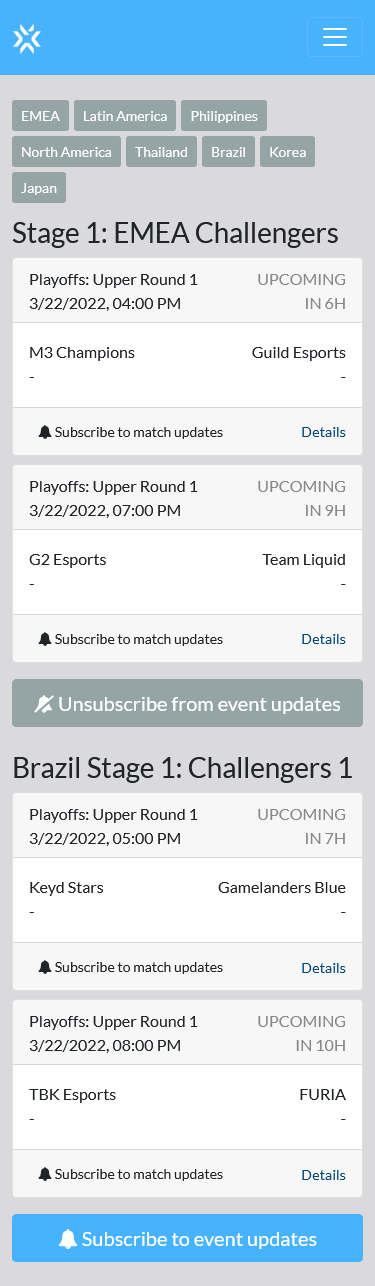 EMEA Latin America Philippines
North America Thailand Brazil Korea
Japan
Stage 1: EMEA Challengers
Playoffs: Upper Round 1 UPCOMING
3/22/2022, 04:00 PM IN 6H
M3 Champions Guild Esports
- -
Subscribe to match updates Details
Playoffs: Upper Round 1 UPCOMING
3/22/2022, 07:00 PM IN 9H
G2 Esports Team Liquid
- -
Subscribe to match updates Details
Unsubscribe from event updates
Brazil Stage 1: Challengers 1
Playoffs: Upper Round 1 UPCOMING
3/22/2022, 05:00 PM IN 7H
Keyd Stars Gamelanders Blue
- -
Subscribe to match updates Details
Playoffs: Upper Round 1 UPCOMING
3/22/2022, 08:00 PM IN 10H
TBK Esports FURIA
- -
Subscribe to match updates Details
Subscribe to event updates